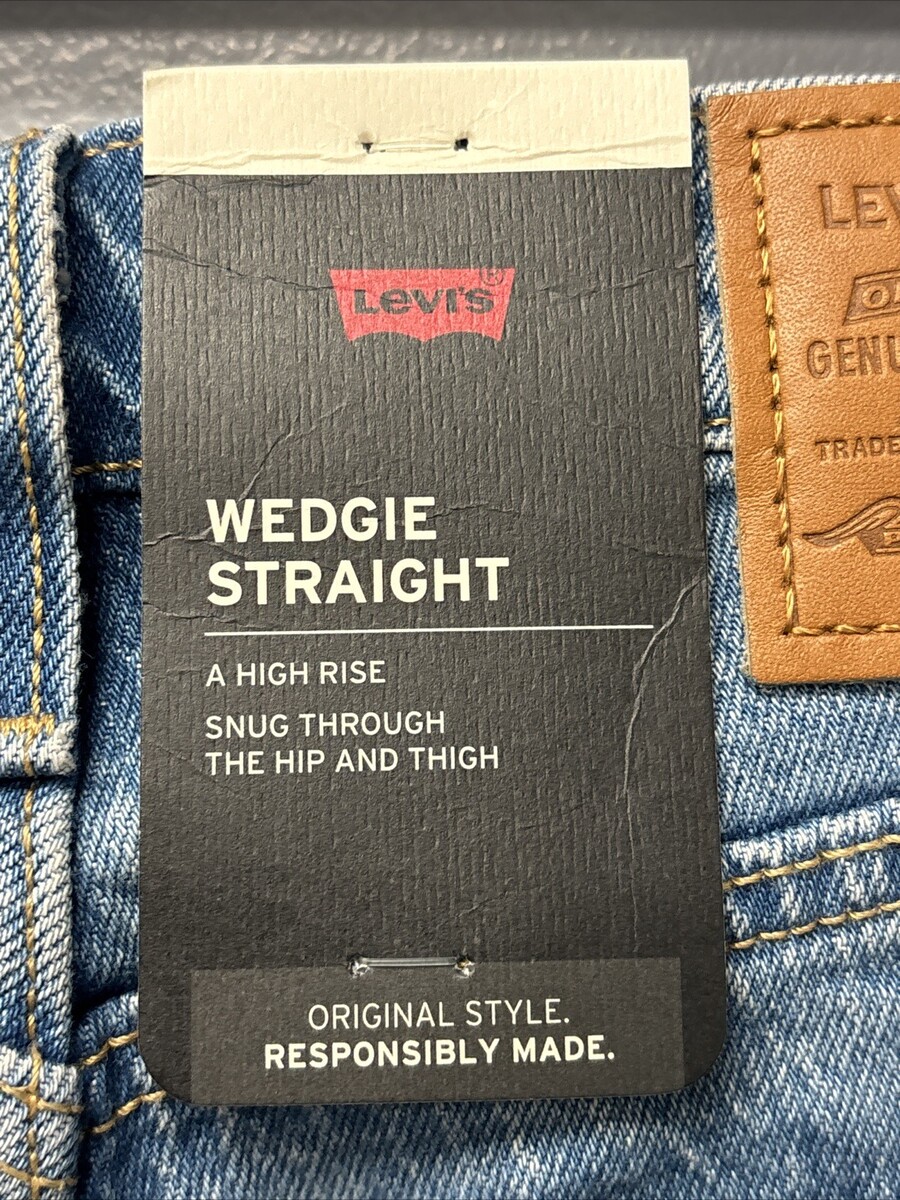 LEVI'S®
WEDGIE
STRAIGHT
A HIGH RISE
SNUG THROUGH
THE HIP AND THIGH
ORIGINAL STYLE.
RESPONSIBLY MADE.